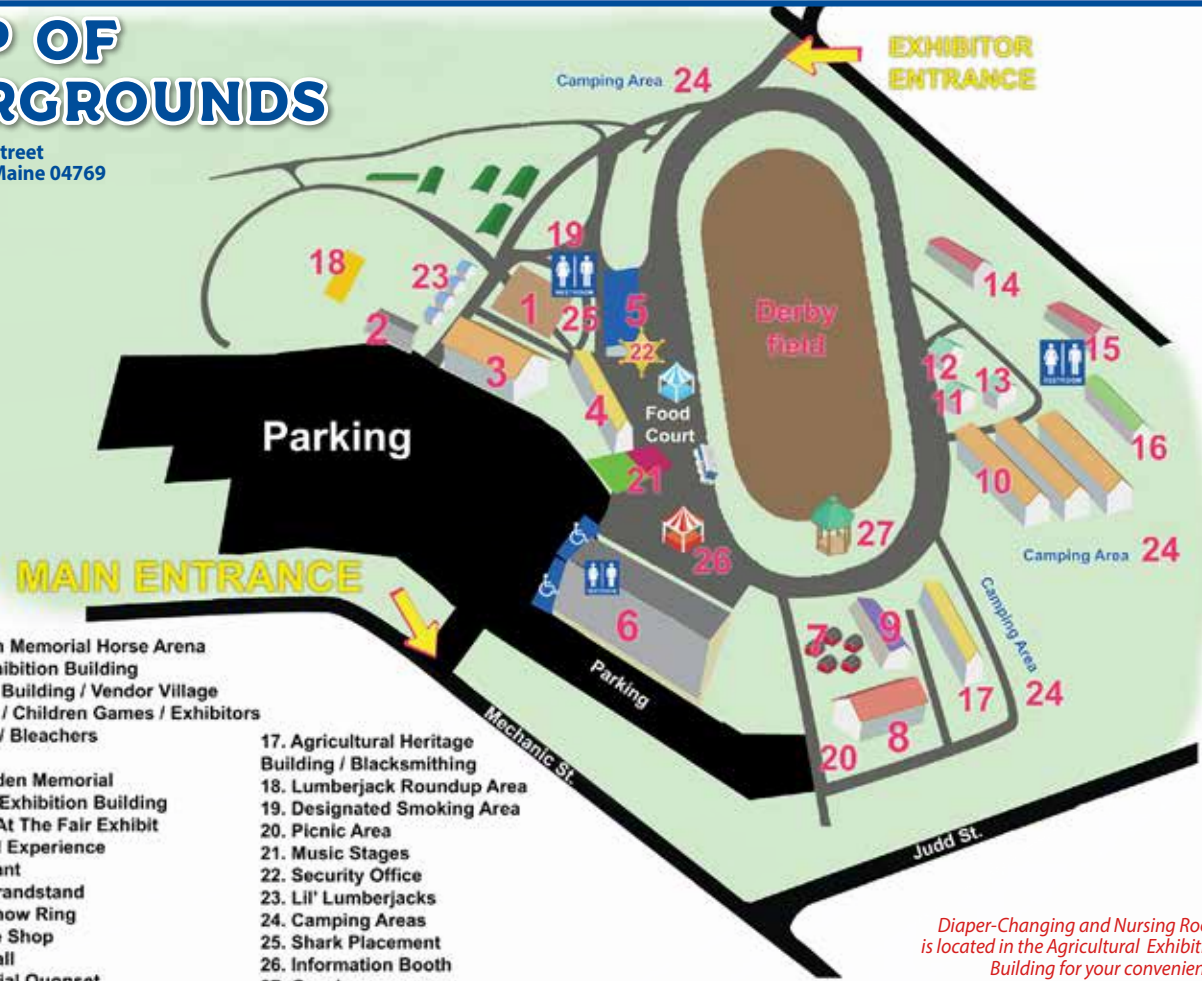 OF
RGROUNDS
treet
Maine 04769
Camping Area 24
EXHIBITOR
ENTRANCE
18
23
19
RESTROOM
1
25
5
22
2
3
4
Food
Court
21
Derby
field
14
15
RESTROOM
12
13
11
16
10
Camping Area 24
27
26
Parking
MAIN ENTRANCE
6
Parking
7
9
17
Camping Area
24
8
20
Mechanic St.
Judd St.
n Memorial Horse Arena
hibition Building
Building / Vendor Village
/ Children Games / Exhibitors
/ Bleachers
den Memorial
Exhibition Building
At The Fair Exhibit
l Experience
ant
randstand
how Ring
e Shop
all
17. Agricultural Heritage
Building / Blacksmithing
18. Lumberjack Roundup Area
19. Designated Smoking Area
20. Picnic Area
21. Music Stages
22. Security Office
23. Lil' Lumberjacks
24. Camping Areas
25. Shark Placement
26. Information Booth
Diaper-Changing and Nursing Roo
is located in the Agricultural Exhibit
Building for your convenien